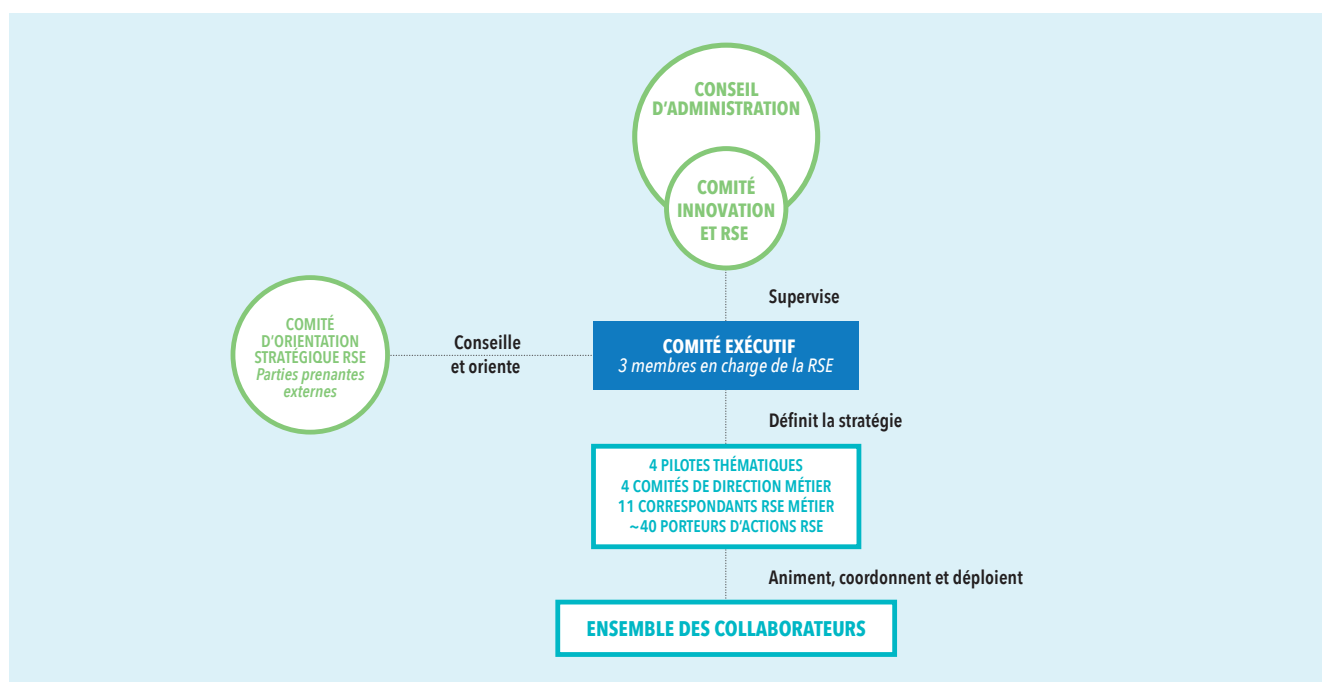 CONSEIL
D'ADMINISTRATION
COMITÉ
INNOVATION
ET RSE
Supervise
COMITÉ
D'ORIENTATION
STRATÉGIQUE RSE
Parties prenantes
externes
Conseille
et oriente
COMITÉ EXÉCUTIF
3 membres en charge de la RSE
Définit la stratégie
4 PILOTES THÉMATIQUES
4 COMITÉS DE DIRECTION MÉTIER
11 CORRESPONDANTS RSE MÉTIER
~40 PORTEURS D'ACTIONS RSE
Animent, coordonnent et déploient
ENSEMBLE DES COLLABORATEURS